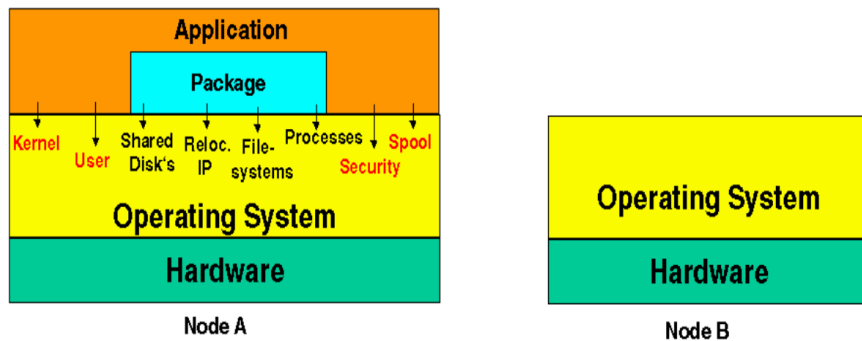 Application
Package
Kernel
User
Shared
Disk's
Reloc.
IP
File-
systems
Processes
Security
Spool
Operating System
Hardware
Node A
Operating System
Hardware
Node B